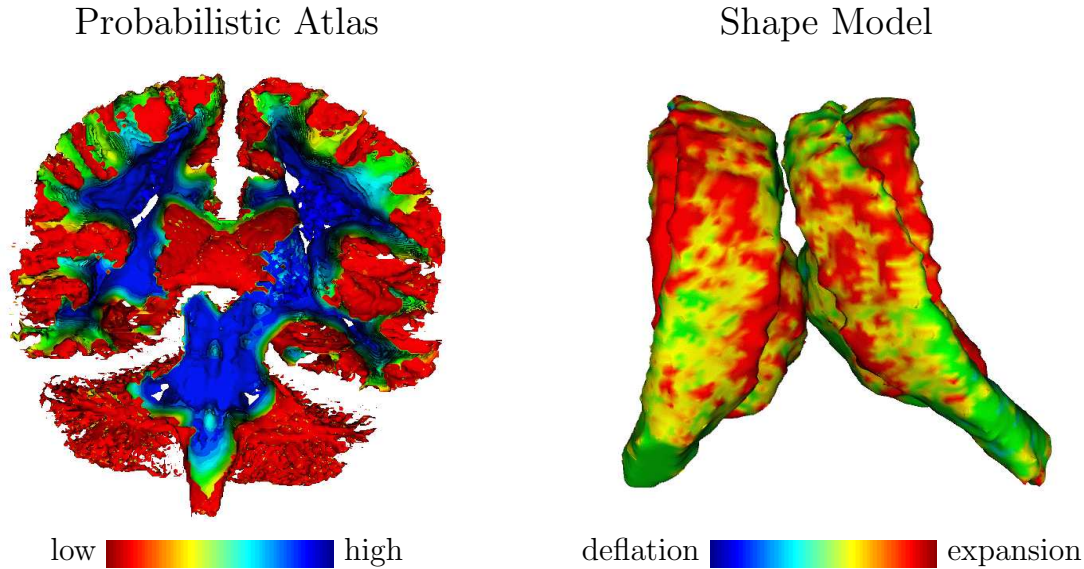 Probabilistic Atlas
Shape Model
low high
deflation expansion